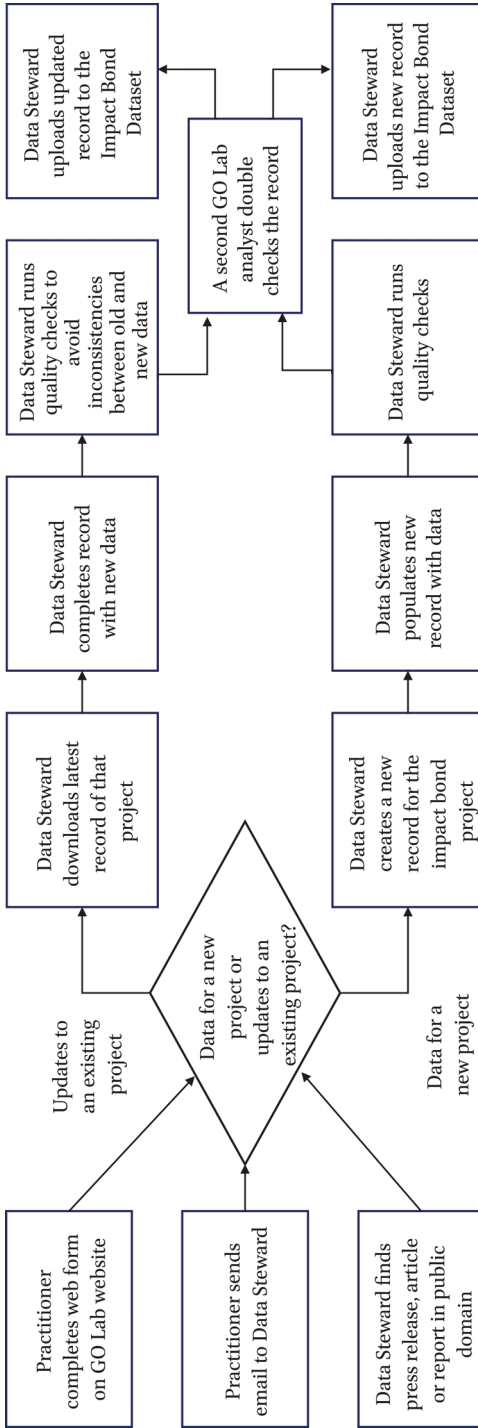 Practitioner
completes web form
on GO Lab website
Practitioner sends
email to Data Steward
Data Steward finds
press release, article
or report in public
domain
Data for a new
project or
updates to an
existing project?
Updates to
an existing
project
Data Steward
downloads latest
record of that
project
Data Steward
completes record
with new data
Data Steward runs
quality checks to
avoid
inconsistencies
between old and
new data
Data for a
new project
Data Steward
creates a new
record for the
impact bond
project
Data Steward
populates new
record with data
Data Steward runs
quality checks
A second GO Lab
analyst double
checks the record
Data Steward
uploads updated
record to the
Impact Bond
Dataset
Data Steward
uploads new record
to the Impact Bond
Dataset